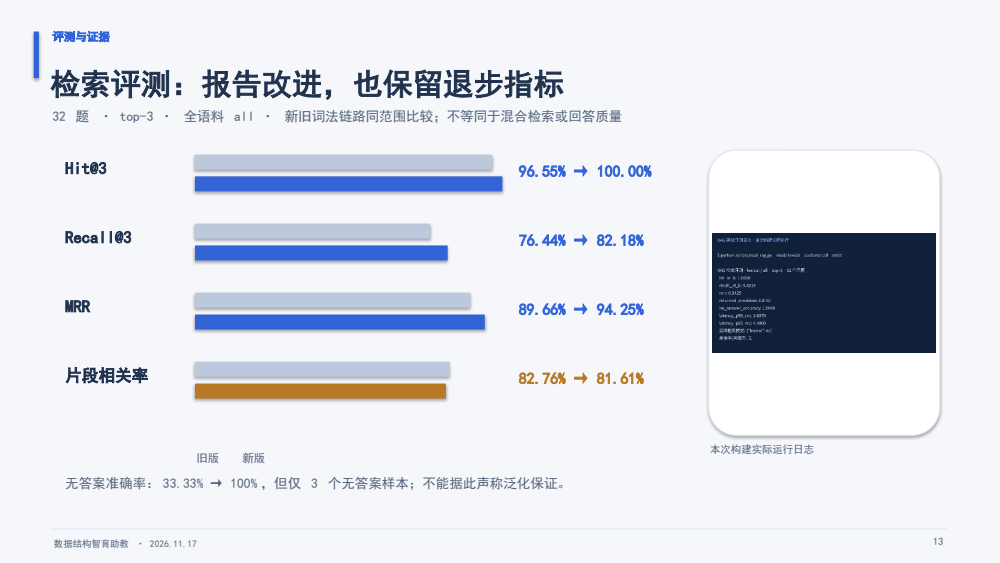 评测与证据
检索评测：报告改进，也保留退步指标
32 题 · top-3 · 全语料 all · 新旧词法链路同范围比较；不等同于混合检索或回答质量
Hit@3
96.55% → 100.00%
Recall@3
76.44% → 82.18%
MRR
89.66% → 94.25%
片段相关率
82.76% → 81.61%
旧版 新版
无答案准确率：33.33% → 100%，但仅 3 个无答案样本；不能据此声称泛化保证。
本次构建实际运行日志
数据结构智育助教 · 2026.11.17
13